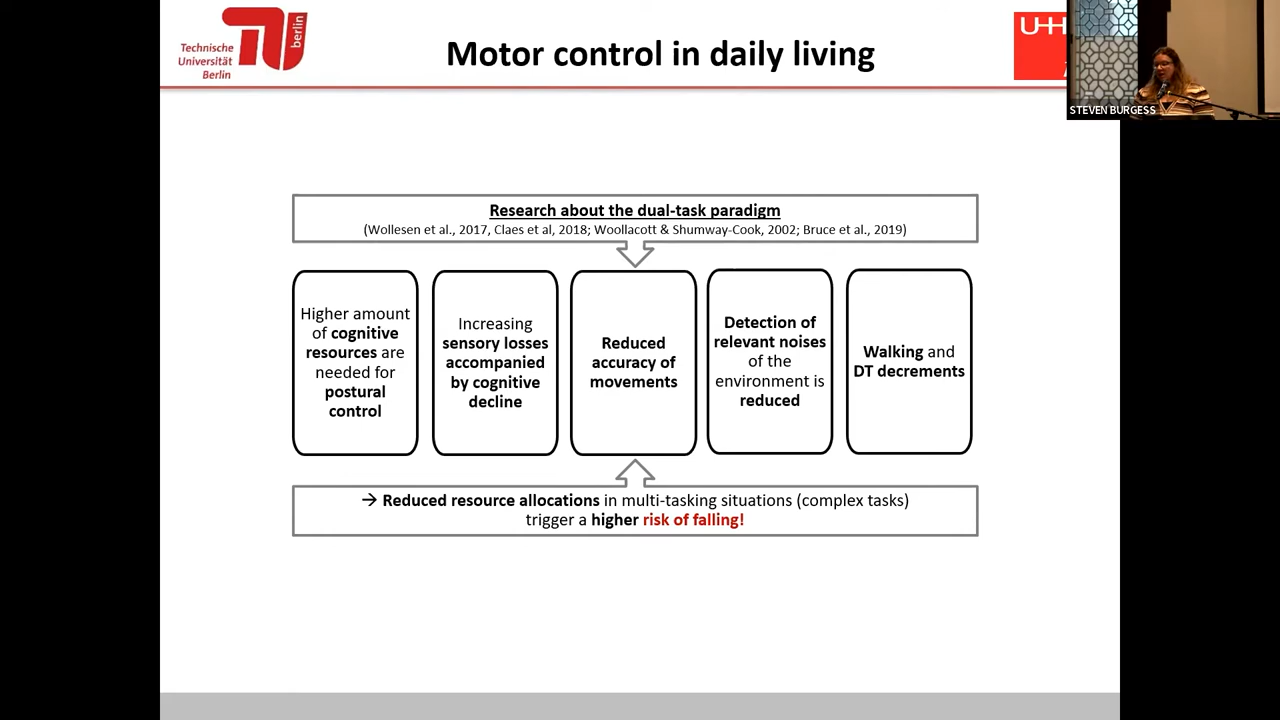 Technische
Universität
Berlin
berlin
Motor control in daily living
STEVEN BURGESS
Research about the dual-task paradigm
(Wollesen et al., 2017, Claes et al, 2018; Woollacott & Shumway-Cook, 2002; Bruce et al., 2019)
Higher amount
of cognitive
resources are
needed for
postural
control
Increasing
sensory losses
accompanied
by cognitive
decline
Reduced
accuracy of
movements
Detection of
relevant noises
of the
environment is
reduced
Walking and
DT decrements
→ Reduced resource allocations in multi-tasking situations (complex tasks)
trigger a higher risk of falling!